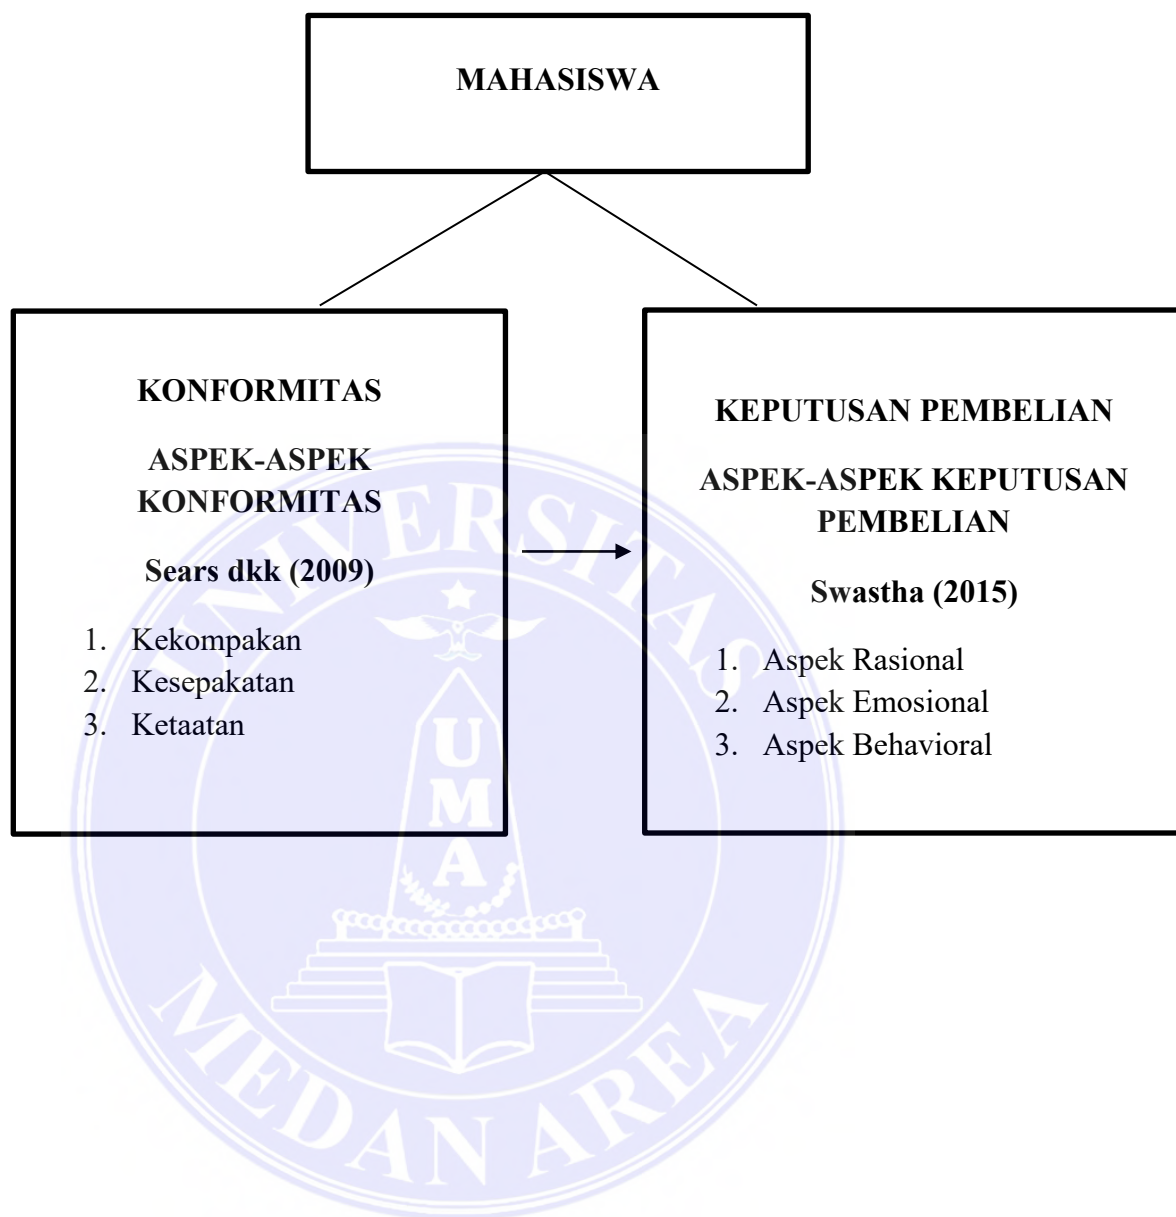 MAHASISWA
KONFORMITAS
ASPEK-ASPEK
KONFORMITAS
Sears dkk (2009)
1. Kekompakan
2. Kesepakatan
3. Ketaatan
KEPUTUSAN PEMBELIAN
ASPEK-ASPEK KEPUTUSAN
PEMBELIAN
Swastha (2015)
1. Aspek Rasional
2. Aspek Emosional
3. Aspek Behavioral
UNIVERSITAS
UMA
MEDAN AREA